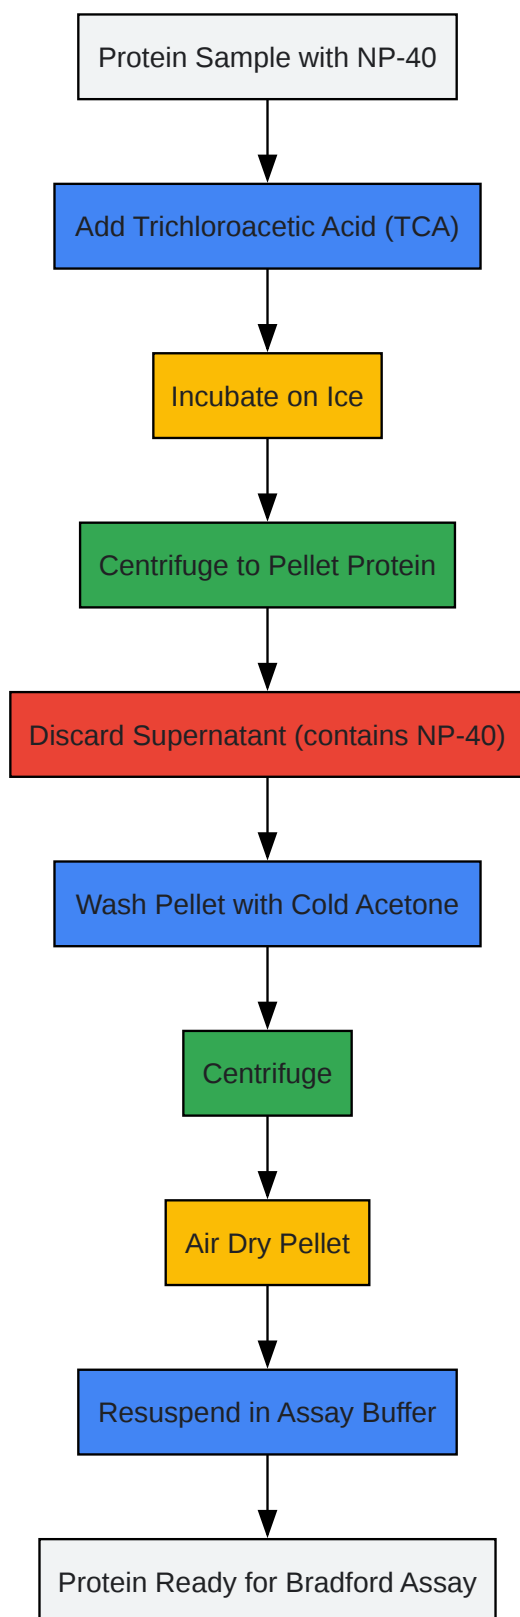 Protein Sample with NP-40
Add Trichloroacetic Acid (TCA)
Incubate on Ice
Centrifuge to Pellet Protein
Discard Supernatant (contains NP-40)
Wash Pellet with Cold Acetone
Centrifuge
Air Dry Pellet
Resuspend in Assay Buffer
Protein Ready for Bradford Assay